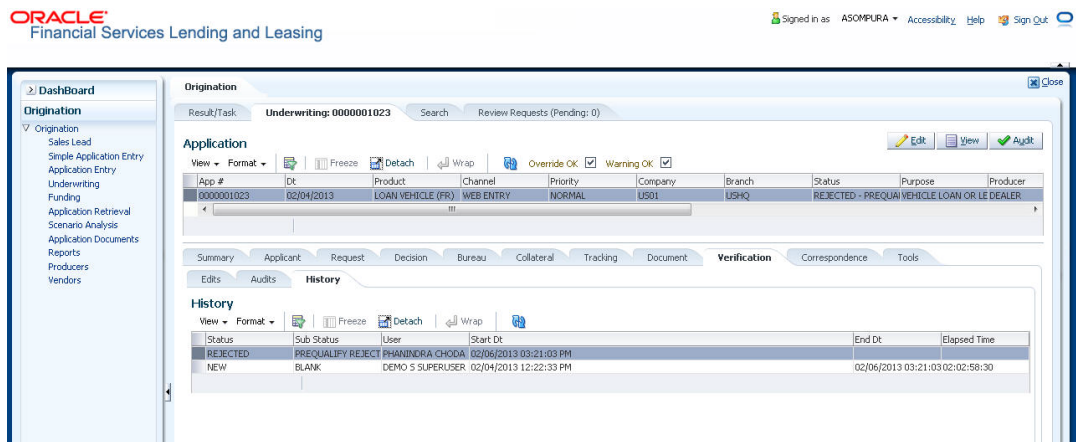 ORACLE
Financial Services Lending and Leasing
Signed in as ASOMPURA Accessibility Help Sign Out
Close
DashBoard
Origination
Origination
Sales Lead
Simple Application Entry
Application Entry
Underwriting
Funding
Application Retrieval
Scenario Analysis
Application Documents
Reports
Producers
Vendors
Origination
Result/Task Underwriting: 0000001023 Search Review Requests (Pending: 0)
Application
Edit View Audit
View Format Freeze Detach Wrap Override OK Warning OK
App # Dt Product Channel Priority Company Branch Status Purpose Producer
0000001023 02/04/2013 LOAN VEHICLE (FR) WEB ENTRY NORMAL US01 USHQ REJECTED - PREQUAI VEHICLE LOAN OR LE DEALER
Summary Applicant Request Decision Bureau Collateral Tracking Document Verification Correspondence Tools
Edits Audits History
History
View Format Freeze Detach Wrap
Status Sub Status User Start Dt End Dt Elapsed Time
REJECTED PREQUALIFY REJECT PHANINDRA CHODA 02/06/2013 03:21:03 PM
NEW BLANK DEMO S SUPERUSER 02/04/2013 12:22:33 PM 02/06/2013 03:21:03 02:02:58:30